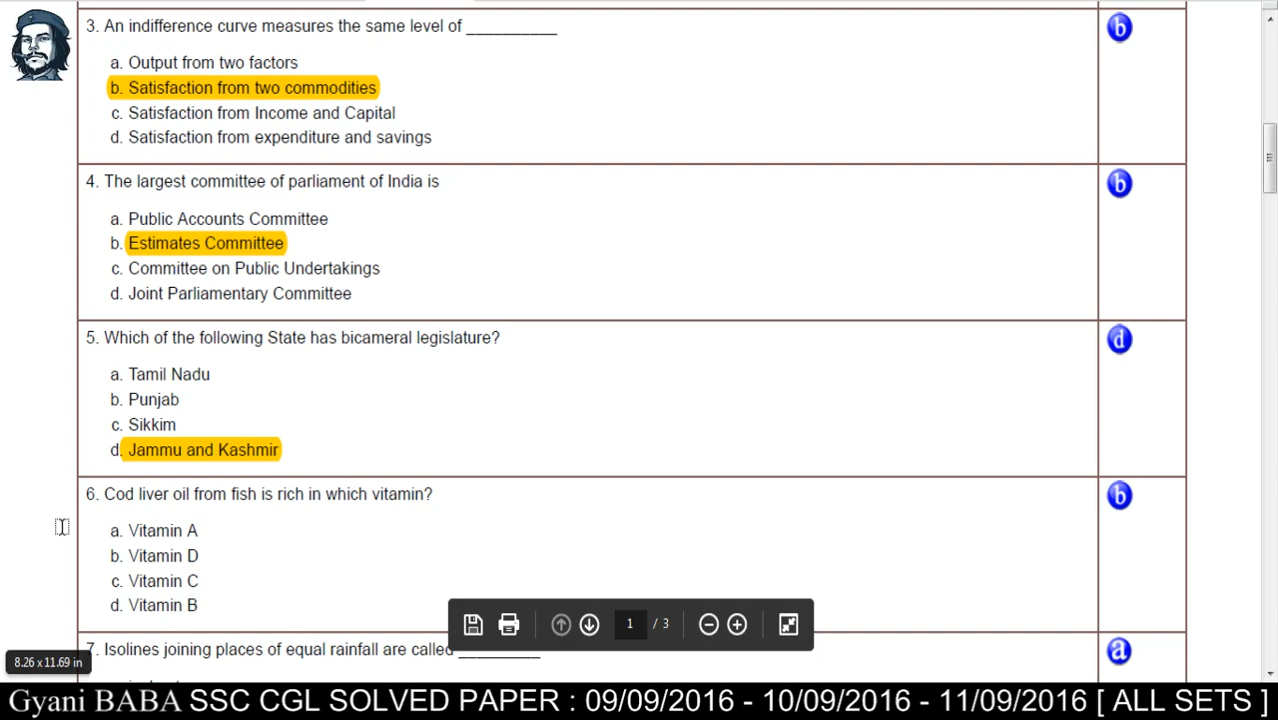 3. An indifference curve measures the same level of __________
b
a. Output from two factors
b. Satisfaction from two commodities
c. Satisfaction from Income and Capital
d. Satisfaction from expenditure and savings
4. The largest committee of parliament of India is
b
a. Public Accounts Committee
b. Estimates Committee
c. Committee on Public Undertakings
d. Joint Parliamentary Committee
5. Which of the following State has bicameral legislature?
d
a. Tamil Nadu
b. Punjab
c. Sikkim
d. Jammu and Kashmir
6. Cod liver oil from fish is rich in which vitamin?
b
a. Vitamin A
b. Vitamin D
c. Vitamin C
d. Vitamin B
1 / 3
7. Isolines joining places of equal rainfall are called _________
a
8.26 x 11.69 in
Gyani BABA SSC CGL SOLVED PAPER : 09/09/2016 - 10/09/2016 - 11/09/2016 [ ALL SETS ]